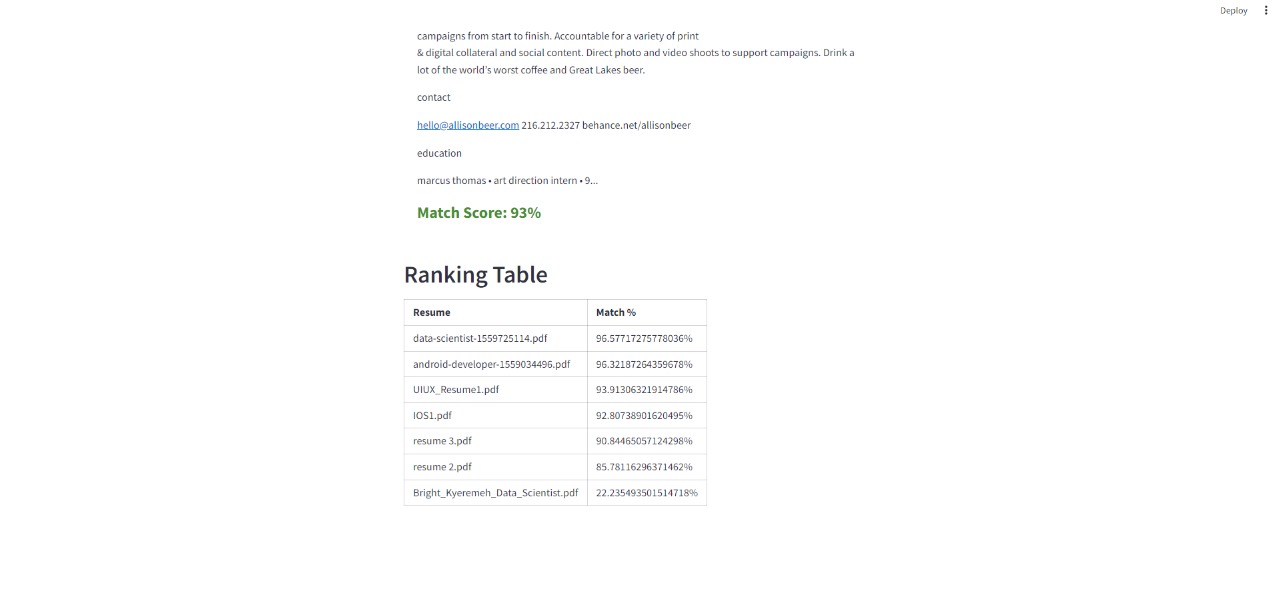 Deploy
campaigns from start to finish. Accountable for a variety of print
& digital collateral and social content. Direct photo and video shoots to support campaigns. Drink a
lot of the world's worst coffee and Great Lakes beer.
contact
hello@allisonbeer.com 216.212.2327 behance.net/allisonbeer
education
marcus thomas • art direction intern • 9...
Match Score: 93%
Ranking Table
Resume Match %
data-scientist-1559725114.pdf 96.57717275778036%
android-developer-1559034496.pdf 96.32187264359678%
UIUX_Resume1.pdf 93.91306321914786%
IOS1.pdf 92.80738901620495%
resume 3.pdf 90.84465057124298%
resume 2.pdf 85.78116296371462%
Bright_Kyeremeh_Data_Scientist.pdf 22.235493501514718%